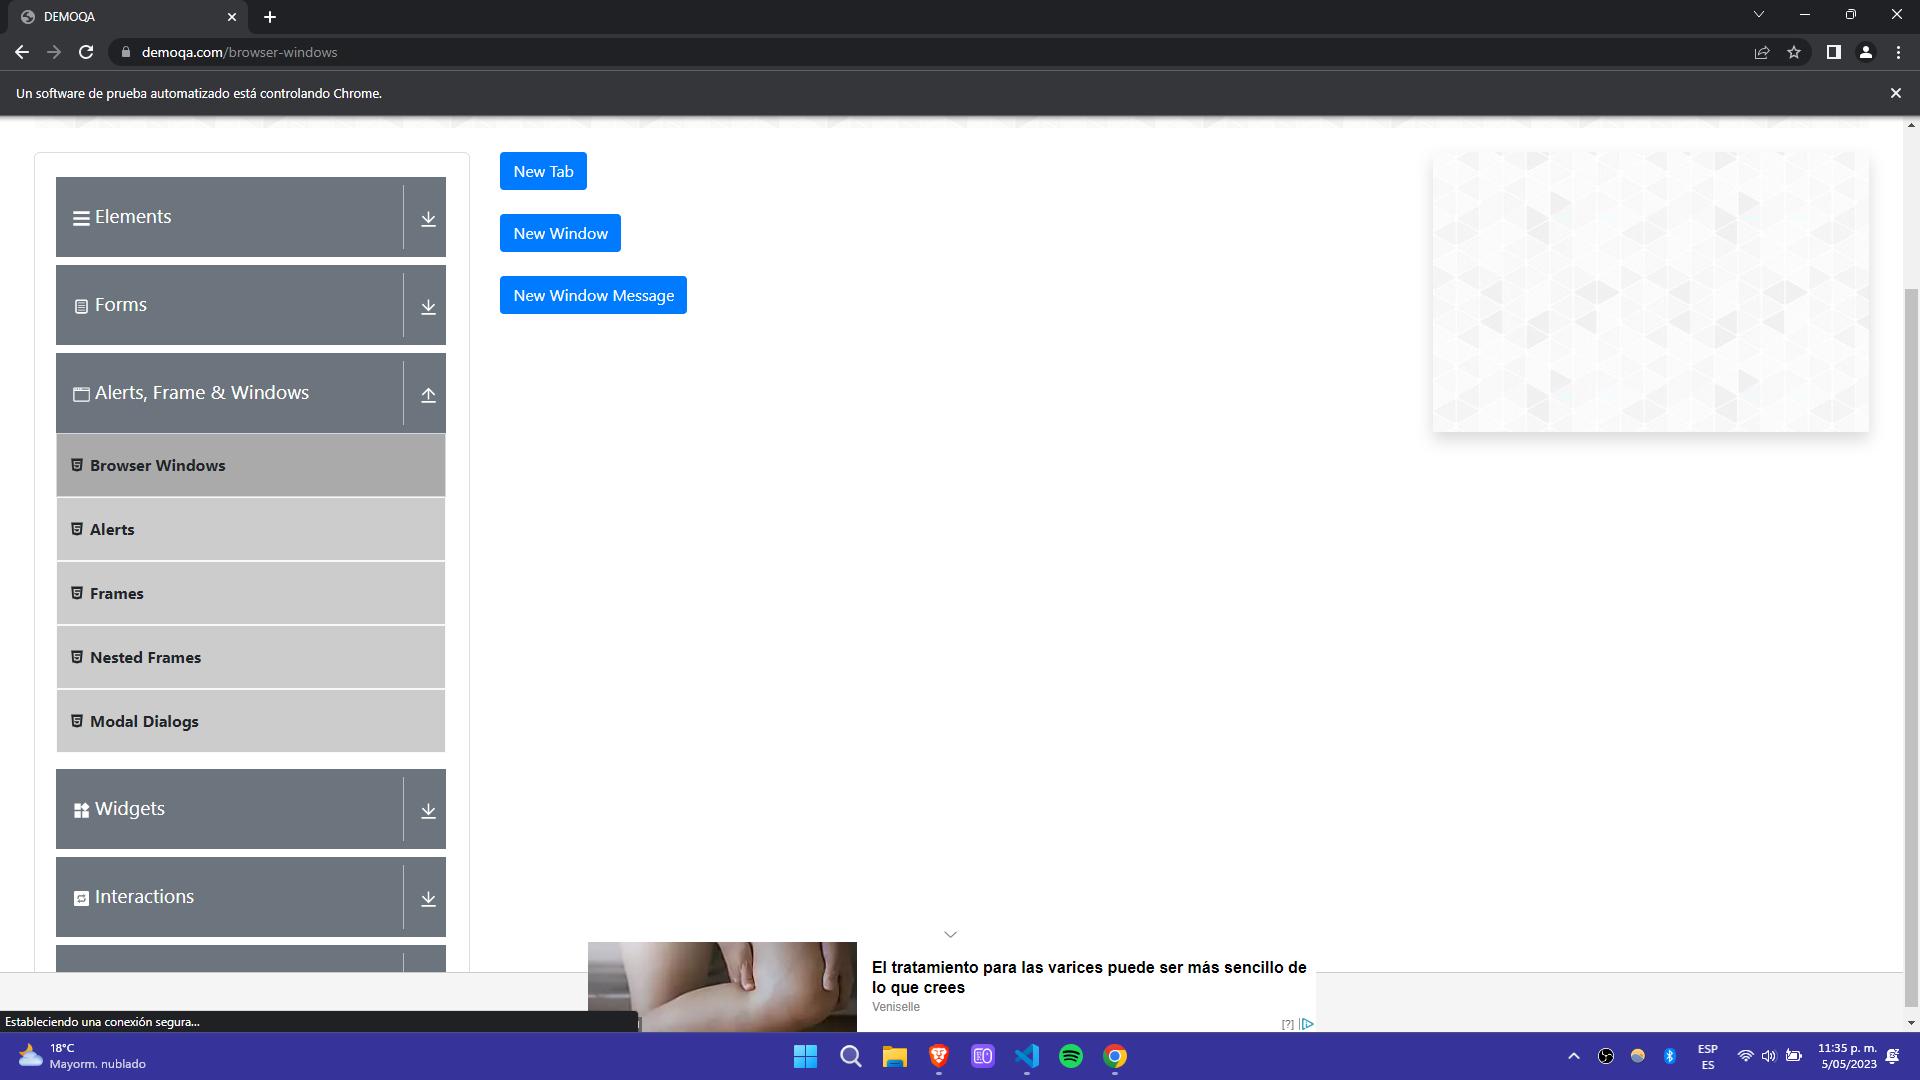 DEMOQA
demoqa.com/browser-windows
Un software de prueba automatizado está controlando Chrome.
Elements
Forms
Alerts, Frame & Windows
Browser Windows
Alerts
Frames
Nested Frames
Modal Dialogs
Widgets
Interactions
New Tab
New Window
New Window Message
El tratamiento para las varices puede ser más sencillo de
lo que crees
Veniselle
[?]
Estableciendo una conexión segura...
18°C
Mayorm. nublado
ESP
ES
11:35 p. m.
5/05/2023